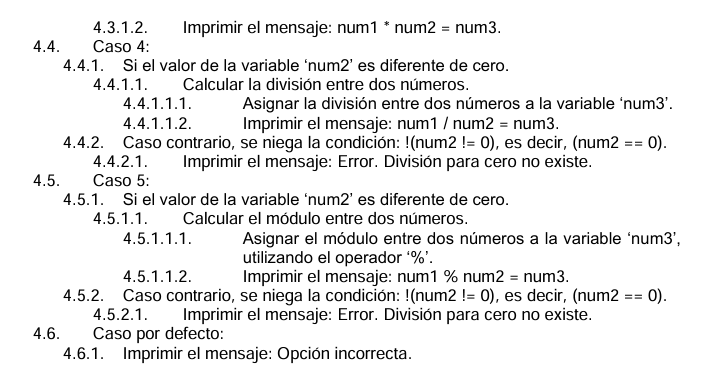 4.3.1.2. Imprimir el mensaje: num1 * num2 = num3.
4.4. Caso 4:
4.4.1. Si el valor de la variable ‘num2’ es diferente de cero.
4.4.1.1. Calcular la división entre dos números.
4.4.1.1.1. Asignar la división entre dos números a la variable ‘num3’.
4.4.1.1.2. Imprimir el mensaje: num1 / num2 = num3.
4.4.2. Caso contrario, se niega la condición: !(num2 != 0), es decir, (num2 == 0).
4.4.2.1. Imprimir el mensaje: Error. División para cero no existe.
4.5. Caso 5:
4.5.1. Si el valor de la variable ‘num2’ es diferente de cero.
4.5.1.1. Calcular el módulo entre dos números.
4.5.1.1.1. Asignar el módulo entre dos números a la variable ‘num3’,
utilizando el operador ‘%’.
4.5.1.1.2. Imprimir el mensaje: num1 % num2 = num3.
4.5.2. Caso contrario, se niega la condición: !(num2 != 0), es decir, (num2 == 0).
4.5.2.1. Imprimir el mensaje: Error. División para cero no existe.
4.6. Caso por defecto:
4.6.1. Imprimir el mensaje: Opción incorrecta.